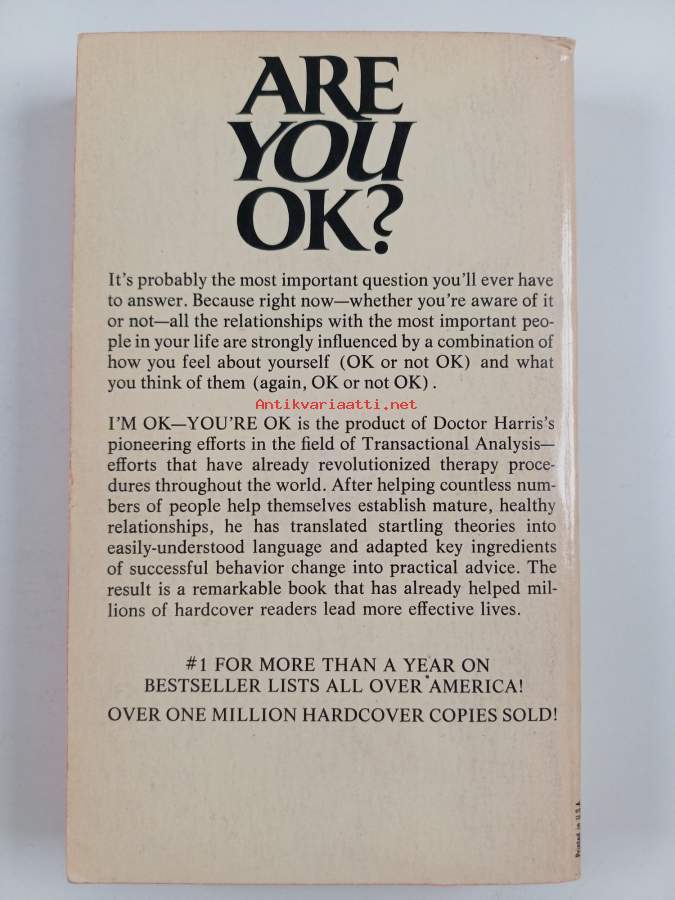 ARE
YOU
OK?
It's probably the most important question you'll ever have
to answer. Because right now—whether you're aware of it
or not—all the relationships with the most important peo-
ple in your life are strongly influenced by a combination of
how you feel about yourself (OK or not OK) and what
you think of them (again, OK or not OK).
Antikvariaatti.net
I'M OK—YOU'RE OK is the product of Doctor Harris's
pioneering efforts in the field of Transactional Analysis—
efforts that have already revolutionized therapy proce-
dures throughout the world. After helping countless num-
bers of people help themselves establish mature, healthy
relationships, he has translated startling theories into
easily-understood language and adapted key ingredients
of successful behavior change into practical advice. The
result is a remarkable book that has already helped mil-
lions of hardcover readers lead more effective lives.
#1 FOR MORE THAN A YEAR ON
BESTSELLER LISTS ALL OVER AMERICA!
OVER ONE MILLION HARDCOVER COPIES SOLD!
Printed in U.S.A.